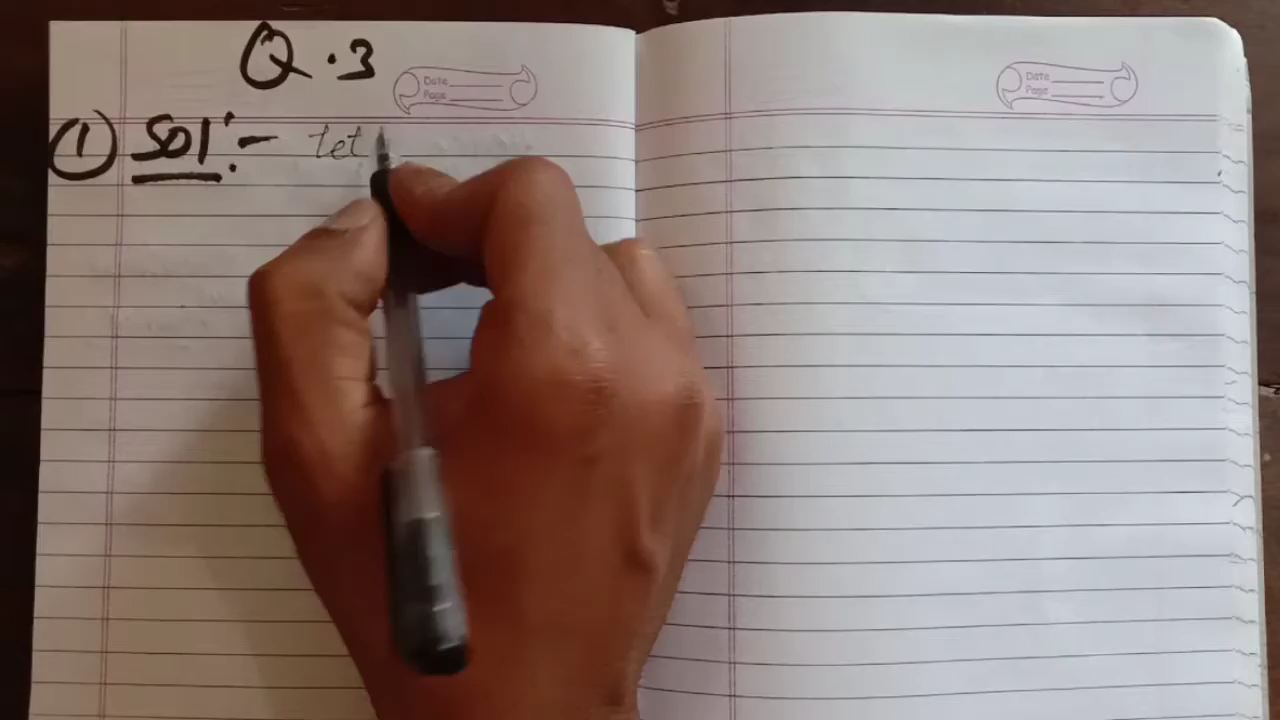 Q.3
Date
Page
① Sol:- let
Date
Page